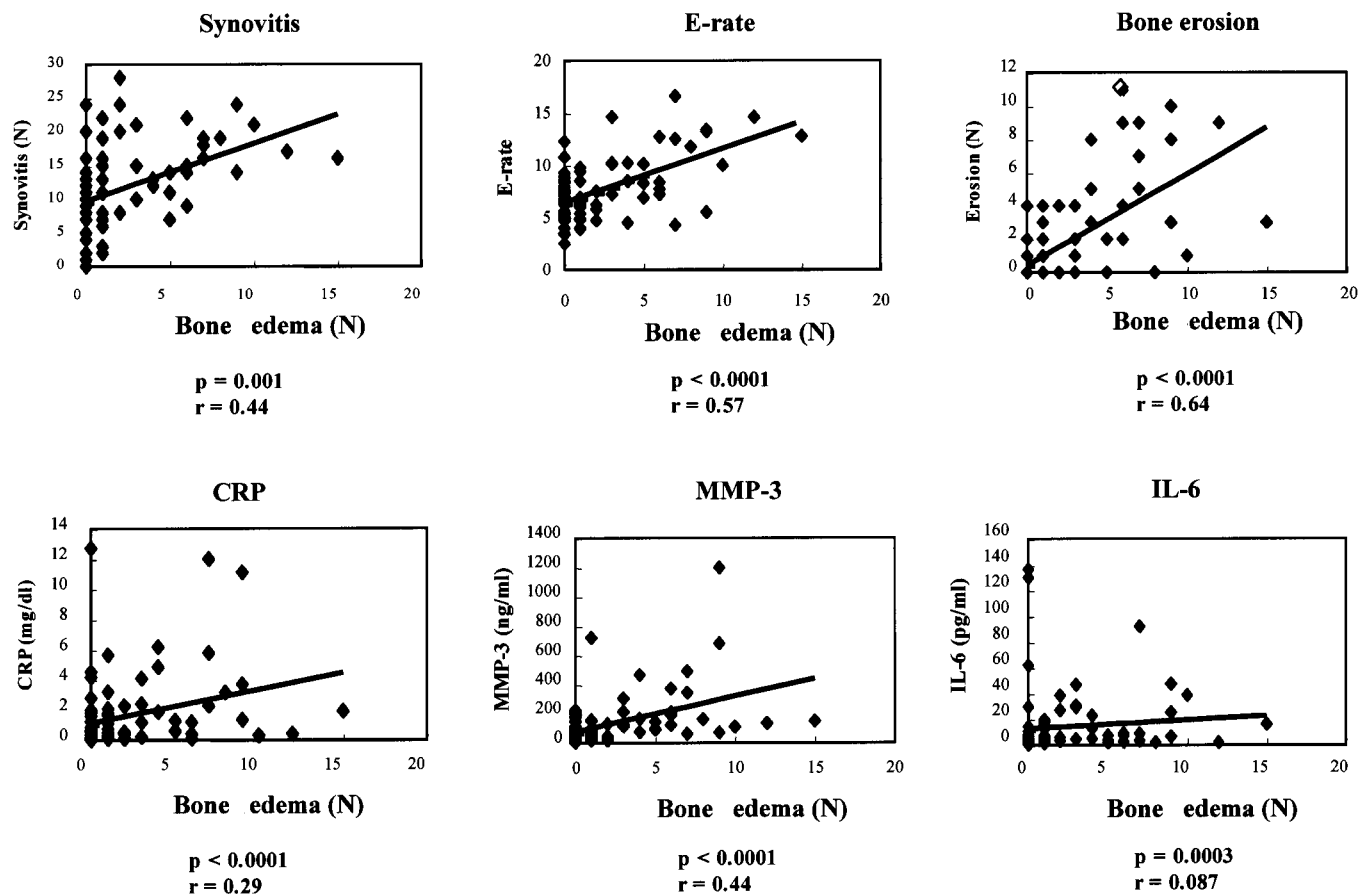 Synovitis
Synovitis (N)
30
25
20
15
10
5
0
0 5 10 15 20
Bone edema (N)
p = 0.001
r = 0.44
E-rate
E-rate
20
15
10
5
0
0 5 10 15 20
Bone edema (N)
p < 0.0001
r = 0.57
Bone erosion
Erosion (N)
12
10
8
6
4
2
0
0 5 10 15 20
Bone edema (N)
p < 0.0001
r = 0.64
CRP
CRP (mg/dl)
14
12
10
8
6
4
2
0
0 5 10 15 20
Bone edema (N)
p < 0.0001
r = 0.29
MMP-3
MMP-3 (ng/ml)
1400
1200
1000
800
600
400
200
0
0 5 10 15 20
Bone edema (N)
p < 0.0001
r = 0.44
IL-6
IL-6 (pg/ml)
160
140
120
100
80
60
40
20
0
0 5 10 15 20
Bone edema (N)
p = 0.0003
r = 0.087